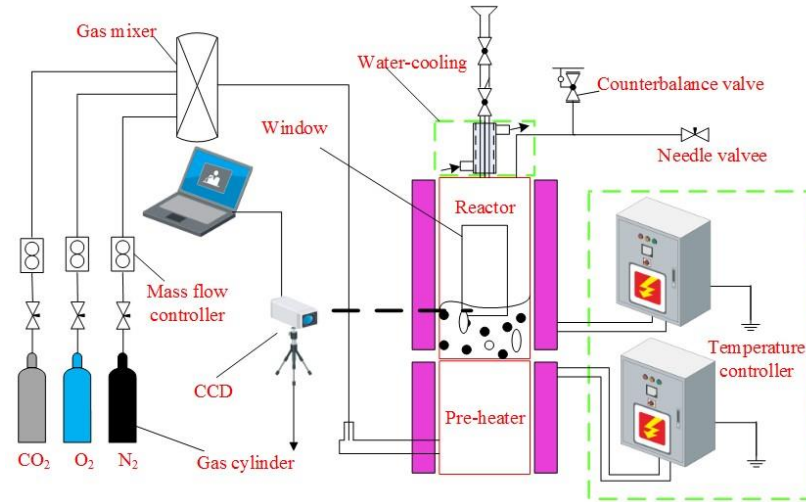 Gas mixer
Water-cooling
Counterbalance valve
Window
Needle valvee
Reactor
Mass flow
controller
CCD
Temperature
controller
Pre-heater
Gas cylinder
CO₂ O₂ N₂